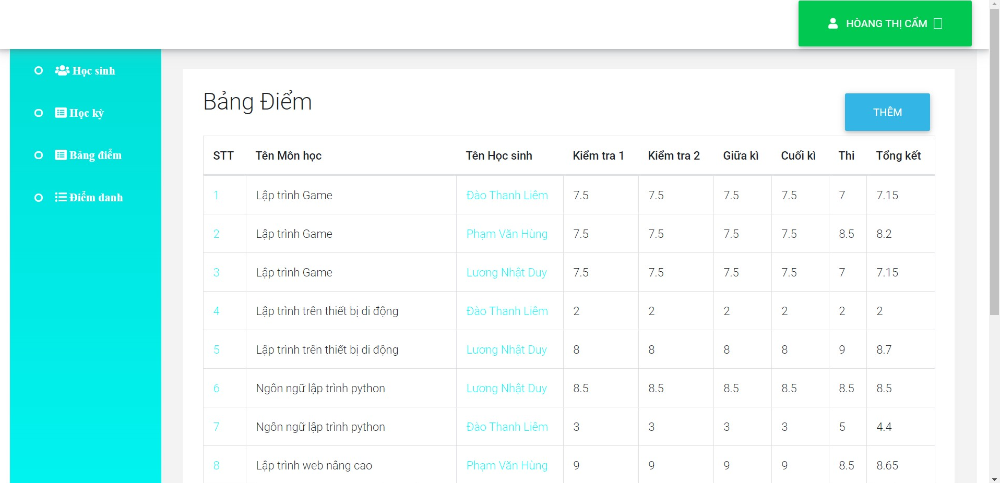 HÒANG THỊ CẨM
Học sinh
Học kỳ
Bảng điểm
Điểm danh
Bảng Điểm
THÊM
STT Tên Môn học Tên Học sinh Kiểm tra 1 Kiểm tra 2 Giữa kì Cuối kì Thi Tổng kết
1 Lập trình Game Đào Thanh Liêm 7.5 7.5 7.5 7.5 7 7.15
2 Lập trình Game Phạm Văn Hùng 7.5 7.5 7.5 7.5 8.5 8.2
3 Lập trình Game Lương Nhật Duy 7.5 7.5 7.5 7.5 7 7.15
4 Lập trình trên thiết bị di động Đào Thanh Liêm 2 2 2 2 2 2
5 Lập trình trên thiết bị di động Lương Nhật Duy 8 8 8 8 9 8.7
6 Ngôn ngữ lập trình python Lương Nhật Duy 8.5 8.5 8.5 8.5 8.5 8.5
7 Ngôn ngữ lập trình python Đào Thanh Liêm 3 3 3 3 5 4.4
8 Lập trình web nâng cao Phạm Văn Hùng 9 9 9 9 8.5 8.65